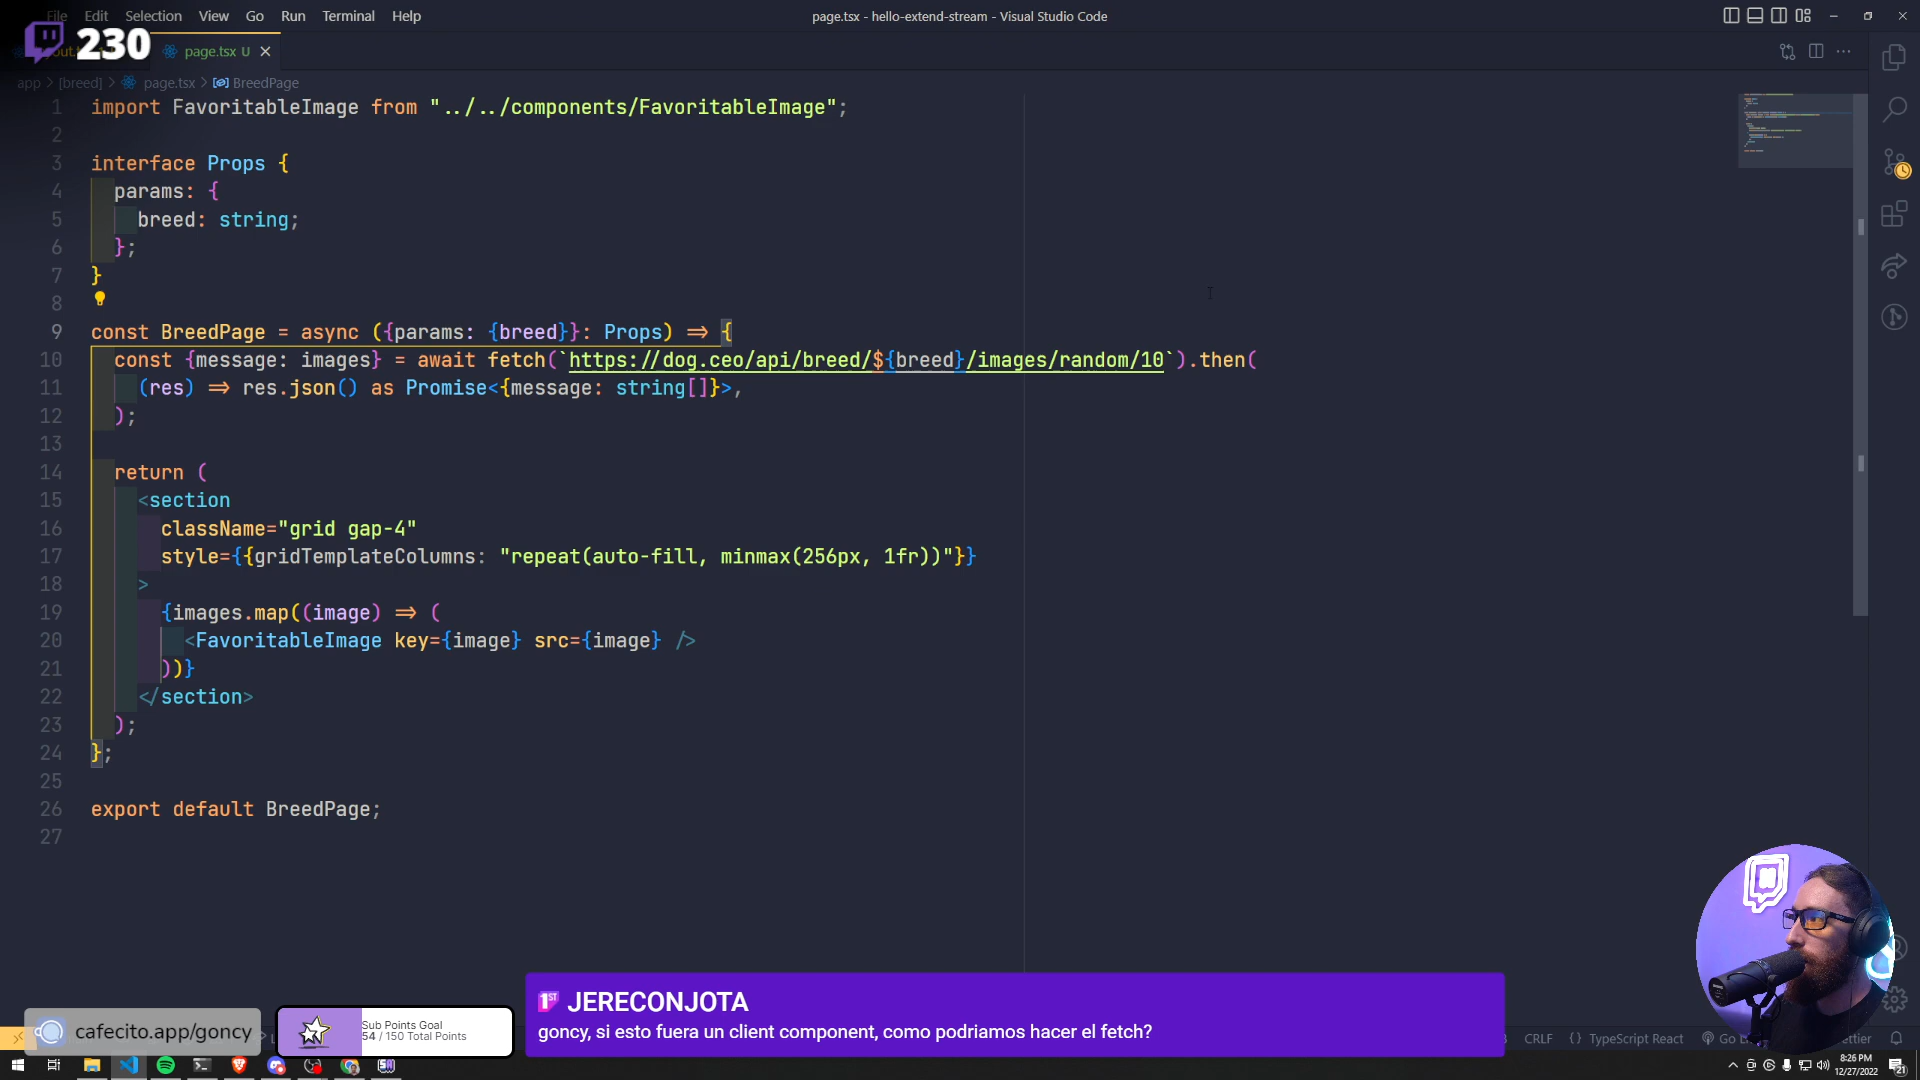 File Edit Selection View Go Run Terminal Help
page.tsx - hello-extend-stream - Visual Studio Code
230
page.tsx U
app > [breed] > page.tsx > BreedPage
1 import FavoritableImage from "../../components/FavoritableImage";
2
3 interface Props {
4 params: {
5 breed: string;
6 };
7 }
8
9 const BreedPage = async ({params: {breed}}: Props) => {
10 const {message: images} = await fetch(`https://dog.ceo/api/breed/${breed}/images/random/10`).then(
11 (res) => res.json() as Promise<{message: string[]}>,
12 );
13
14 return (
15 <section
16 className="grid gap-4"
17 style={{gridTemplateColumns: "repeat(auto-fill, minmax(256px, 1fr))"}}
18 >
19 {images.map((image) => (
20 <FavoritableImage key={image} src={image} />
21 ))}
22 </section>
23 );
24 };
25
26 export default BreedPage;
27
1ST JERECONJOTA
goncy, si esto fuera un client component, como podriamos hacer el fetch?
cafecito.app/goncy
Sub Points Goal
54 / 150 Total Points
CRLF {} TypeScript React
8:26 PM
12/27/2022
21